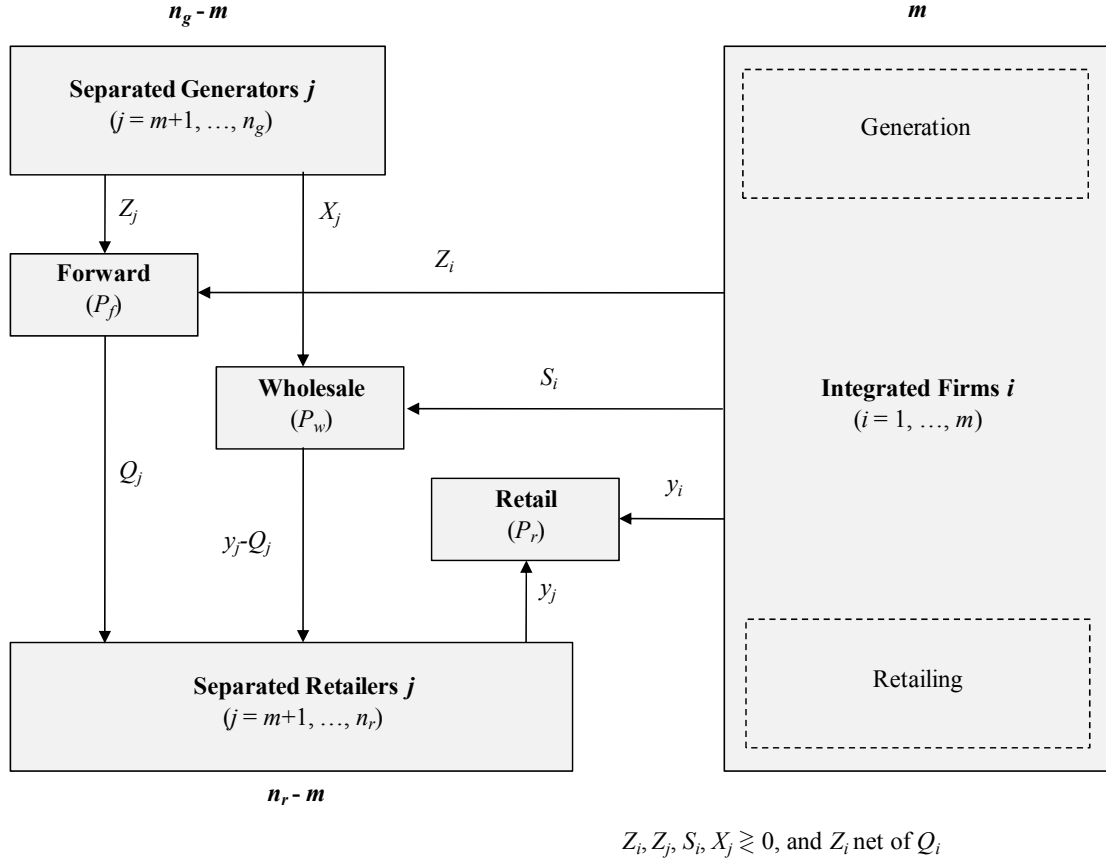 n_g - m
m
Separated Generators j
(j = m+1, …, n_g)
Generation
Z_j
X_j
Forward
(P_f)
Z_i
Wholesale
(P_w)
S_i
Integrated Firms i
(i = 1, …, m)
Q_j
Retail
(P_r)
y_i
y_j-Q_j
y_j
Separated Retailers j
(j = m+1, …, n_r)
Retailing
n_r - m
Z_i, Z_j, S_i, X_j ≷ 0, and Z_i net of Q_i